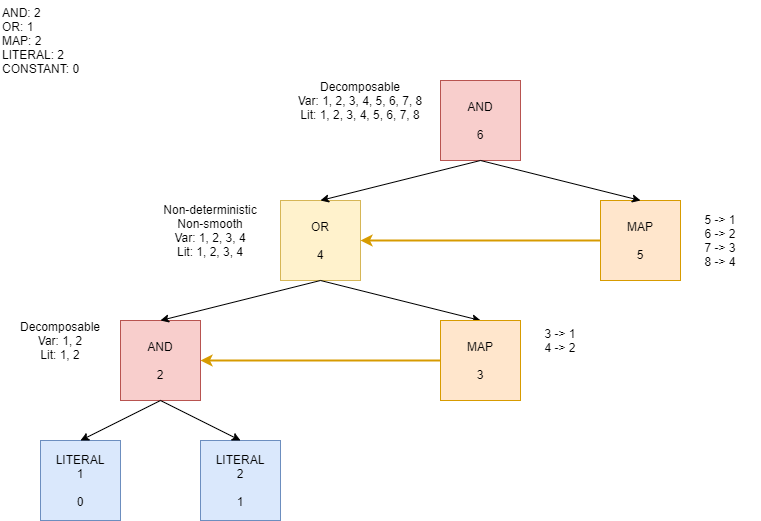 AND: 2
OR: 1
MAP: 2
LITERAL: 2
CONSTANT: 0
Decomposable
Var: 1, 2, 3, 4, 5, 6, 7, 8
Lit: 1, 2, 3, 4, 5, 6, 7, 8
AND
6
Non-deterministic
Non-smooth
Var: 1, 2, 3, 4
Lit: 1, 2, 3, 4
OR
4
MAP
5
5 -> 1
6 -> 2
7 -> 3
8 -> 4
Decomposable
Var: 1, 2
Lit: 1, 2
AND
2
MAP
3
3 -> 1
4 -> 2
LITERAL
1
0
LITERAL
2
1